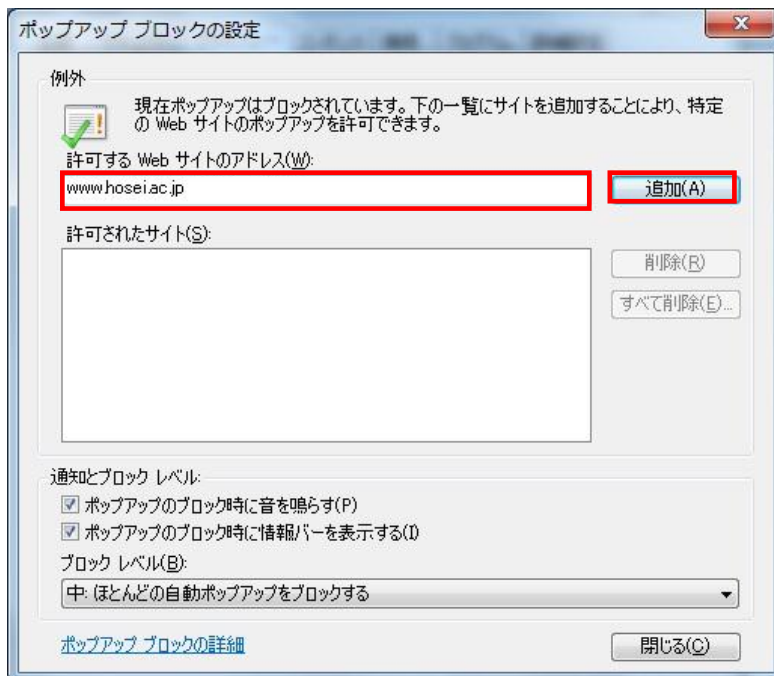 ポップアップ ブロックの設定
例外
現在ポップアップはブロックされています。下の一覧にサイトを追加することにより、特定
の Web サイトのポップアップを許可できます。
許可する Web サイトのアドレス(W):
www.hosei.ac.jp
追加(A)
許可されたサイト(S):
削除(R)
すべて削除(E)...
通知とブロック レベル:
ポップアップのブロック時に音を鳴らす(P)
ポップアップのブロック時に情報バーを表示する(I)
ブロック レベル(B):
中: ほとんどの自動ポップアップをブロックする
ポップアップ ブロックの詳細
閉じる(C)